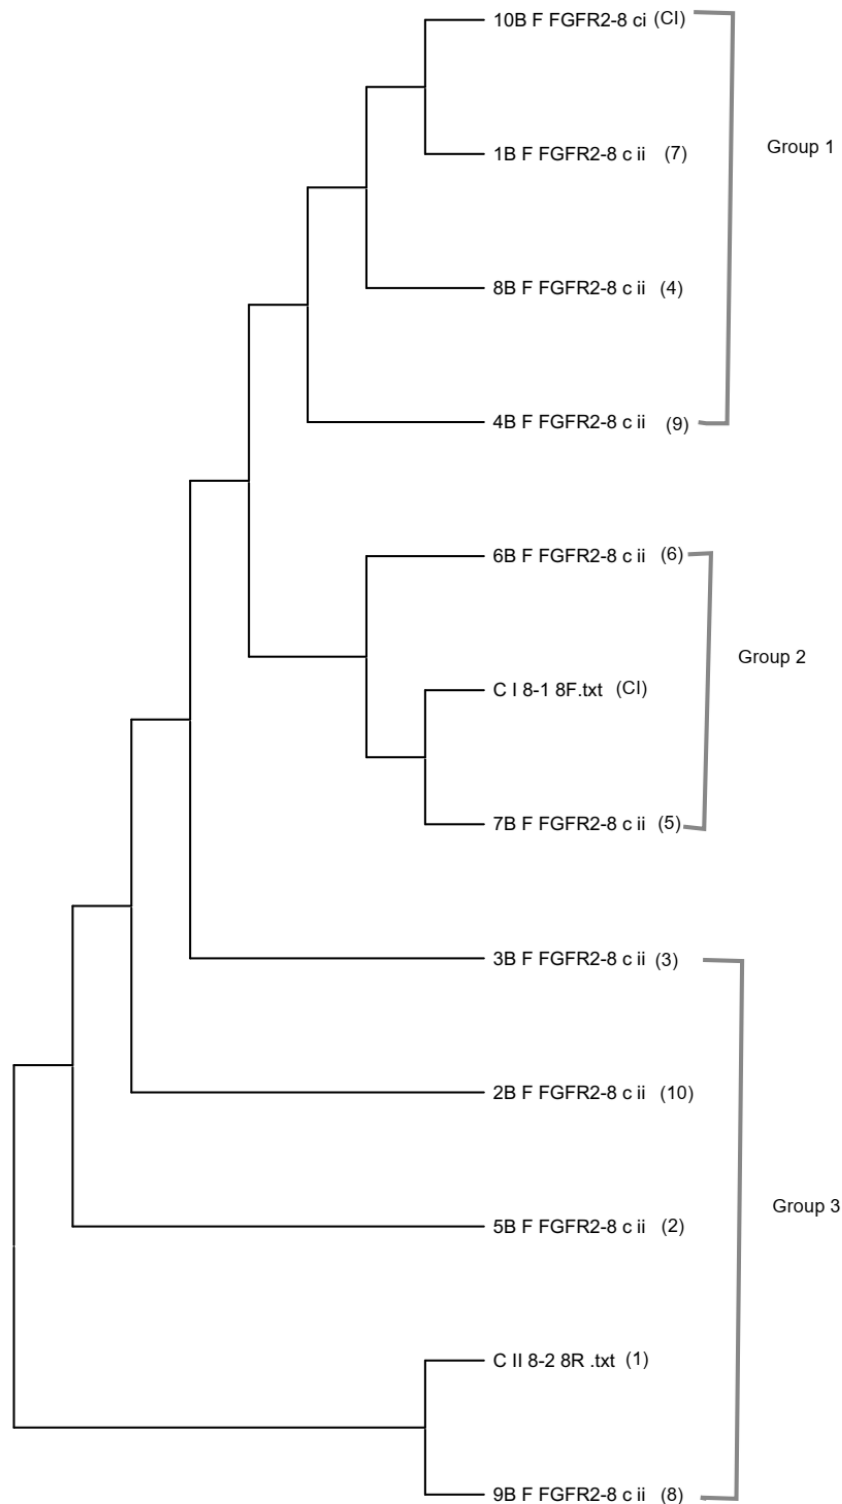 10B F FGFR2-8 ci (CI)
Group 1
1B F FGFR2-8 c ii (7)
8B F FGFR2-8 c ii (4)
4B F FGFR2-8 c ii (9)
6B F FGFR2-8 c ii (6)
Group 2
C I 8-1 8F.txt (CI)
7B F FGFR2-8 c ii (5)
3B F FGFR2-8 c ii (3)
2B F FGFR2-8 c ii (10)
Group 3
5B F FGFR2-8 c ii (2)
C II 8-2 8R .txt (1)
9B F FGFR2-8 c ii (8)